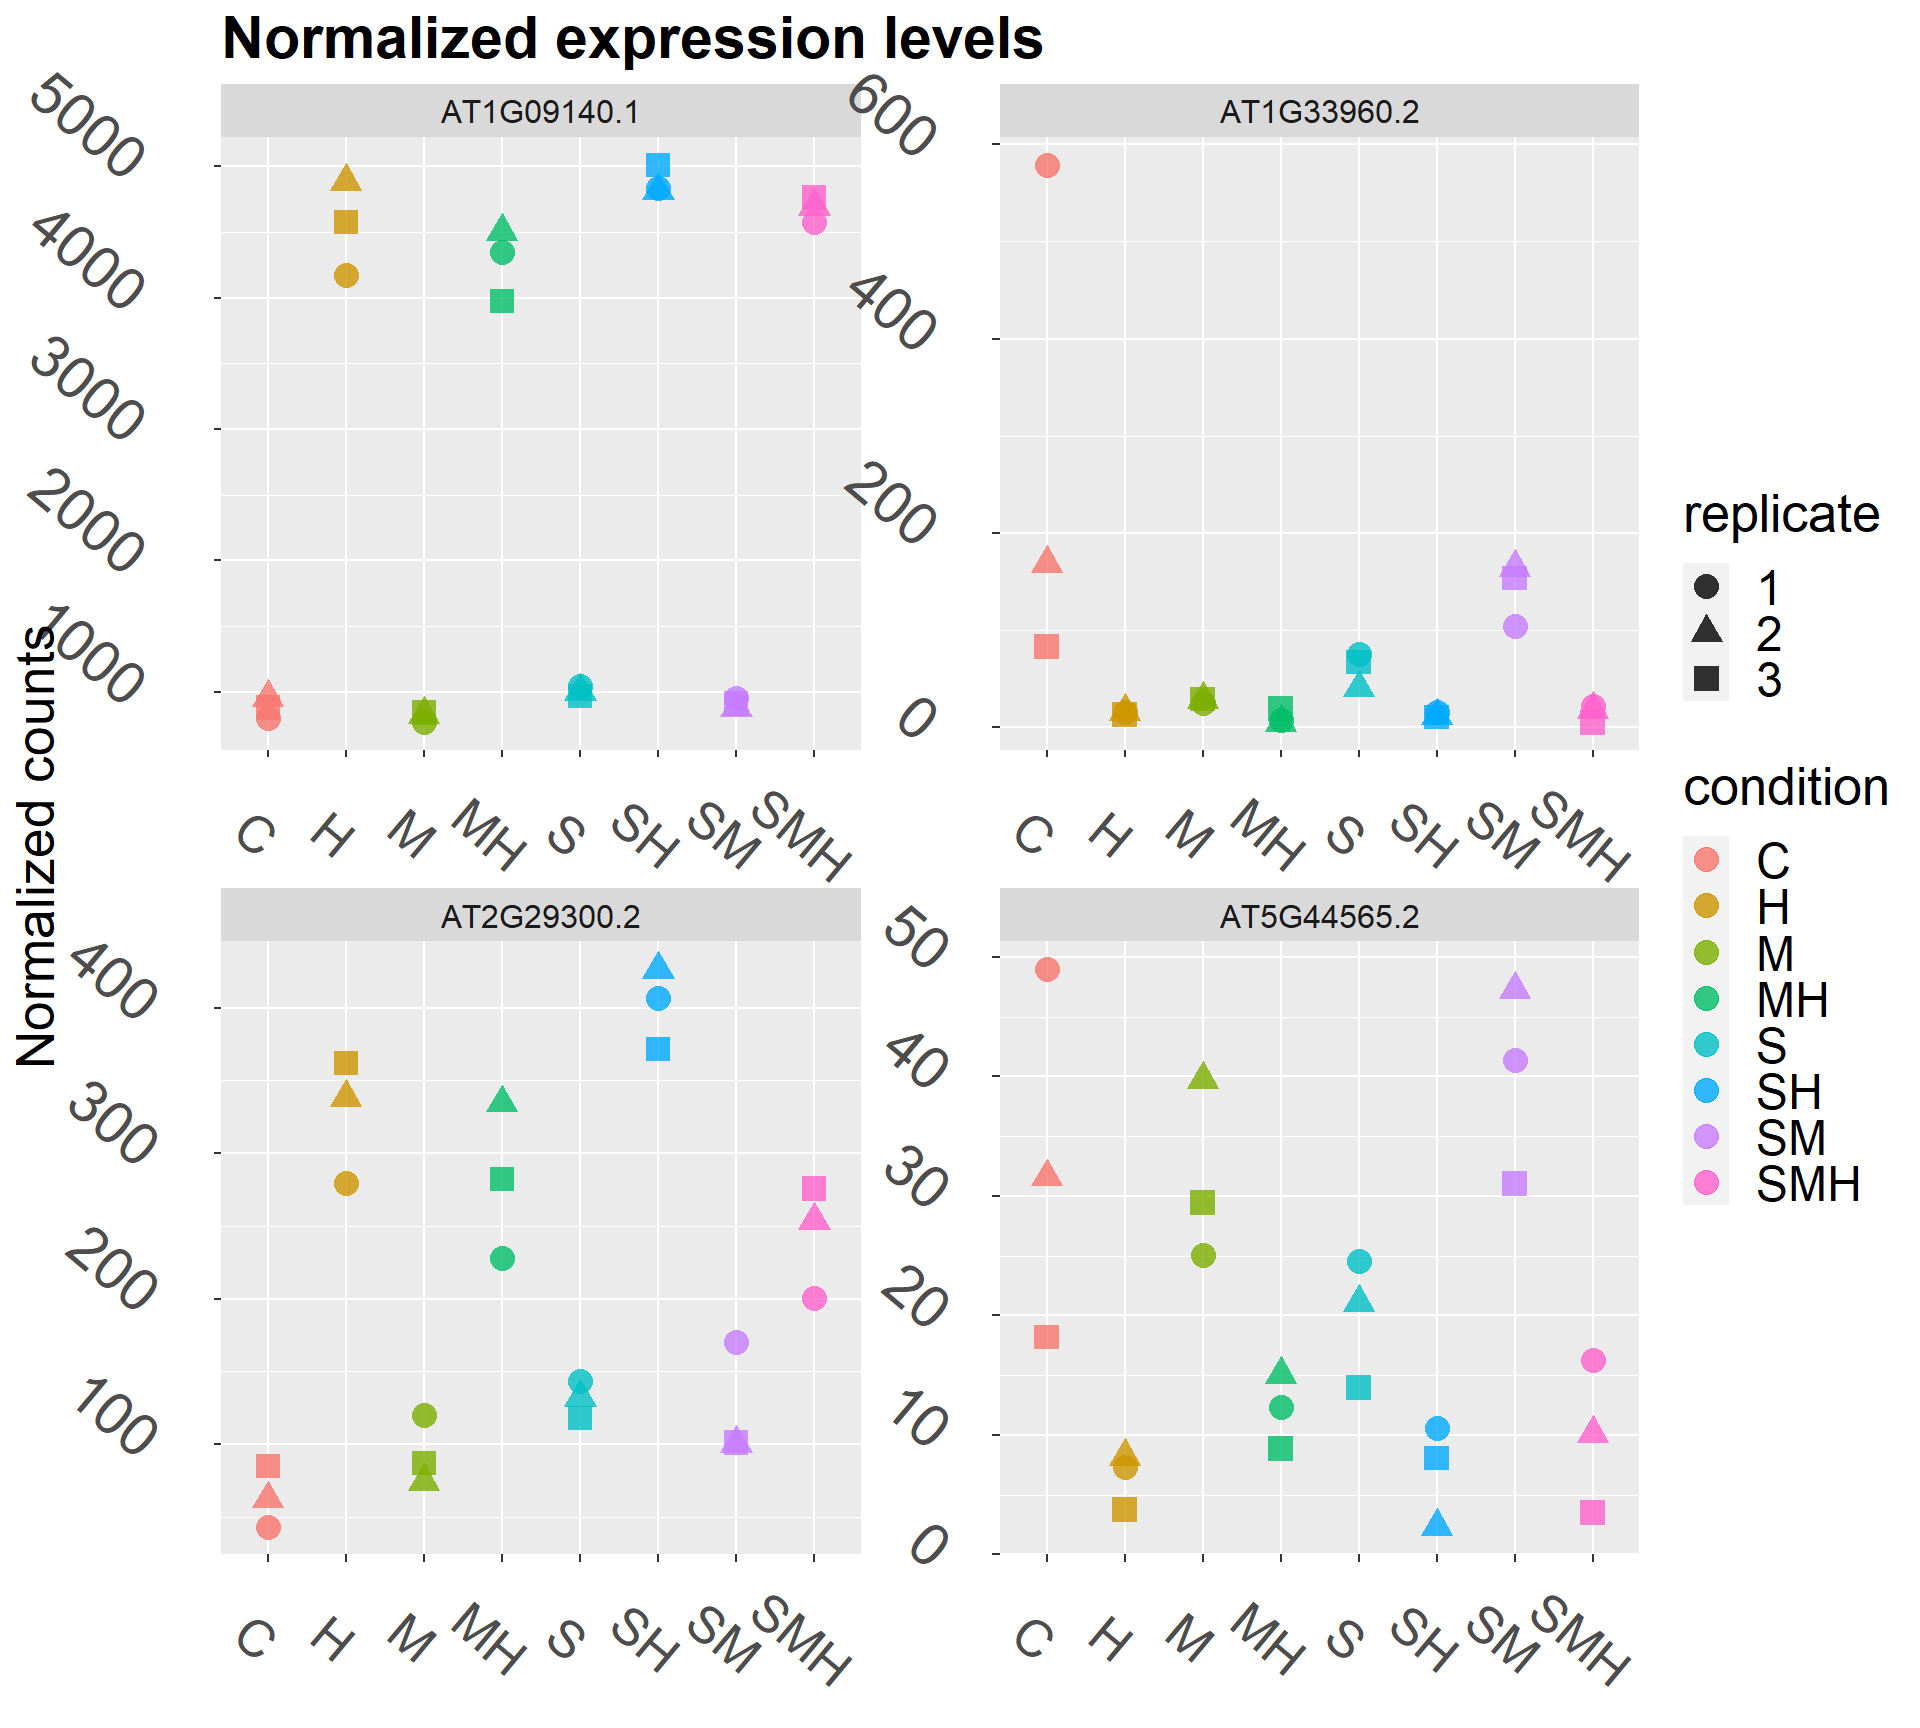 Normalized expression levels
Normalized counts
AT1G09140.1
5000
4000
3000
2000
1000
C H M MH S SH SM SMH
AT1G33960.2
600
400
200
0
C H M MH S SH SM SMH
AT2G29300.2
400
300
200
100
C H M MH S SH SM SMH
AT5G44565.2
50
40
30
20
10
0
C H M MH S SH SM SMH
replicate
1
2
3
condition
C
H
M
MH
S
SH
SM
SMH